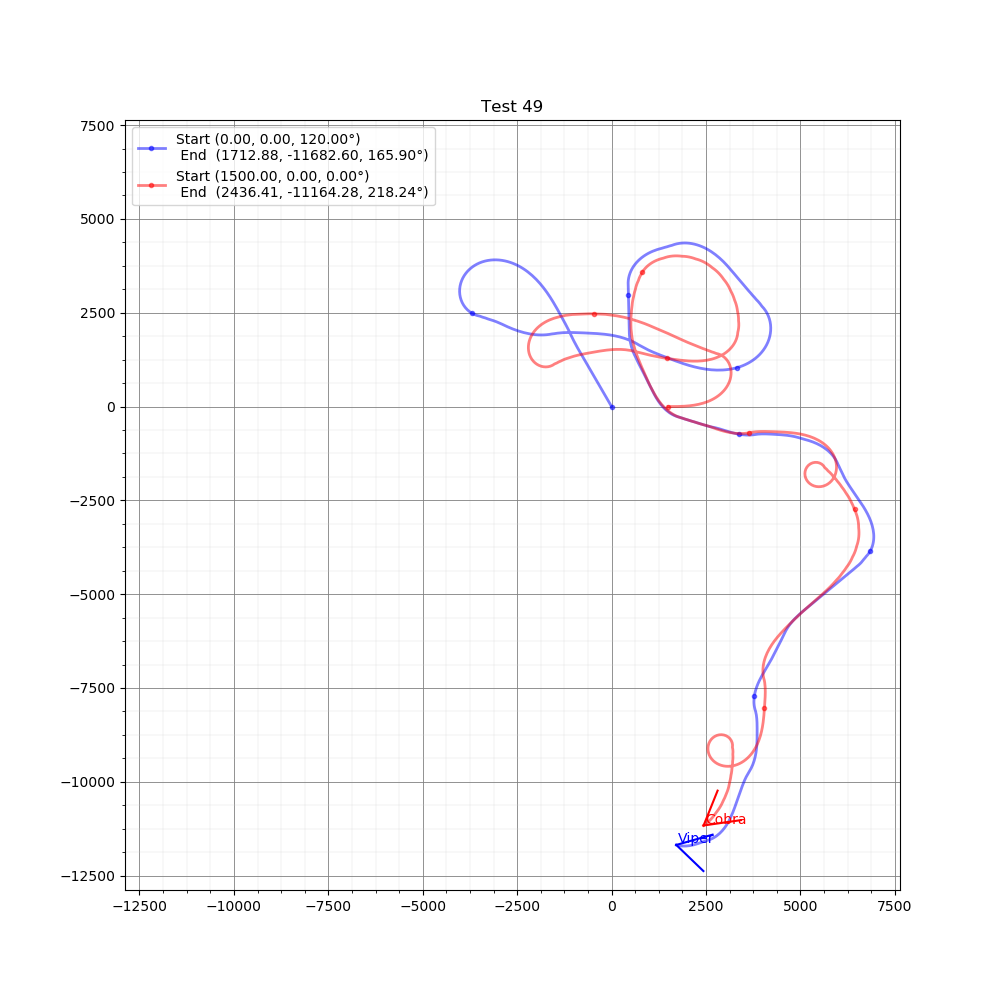 Test 49
Start (0.00, 0.00, 120.00°)
End (1712.88, -11682.60, 165.90°)
Start (1500.00, 0.00, 0.00°)
End (2436.41, -11164.28, 218.24°)
7500
5000
2500
0
−2500
−5000
−7500
−10000
−12500
Cobra
Viper
−12500 −10000 −7500 −5000 −2500 0 2500 5000 7500